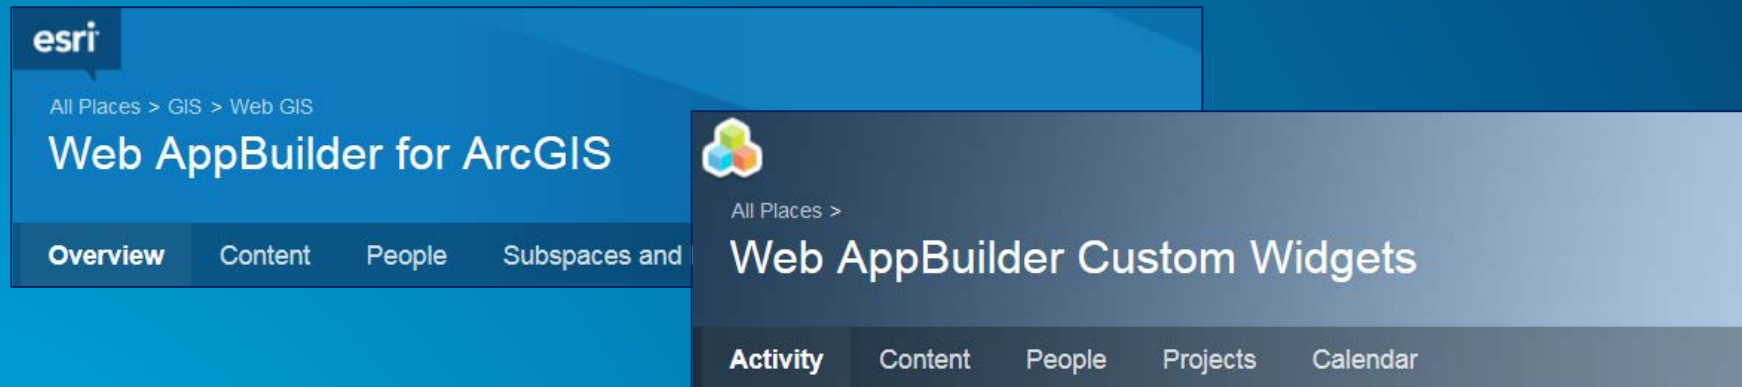 esri
All Places > GIS > Web GIS
Web AppBuilder for ArcGIS
Overview Content People Subspaces and
All Places >
Web AppBuilder Custom Widgets
Activity Content People Projects Calendar